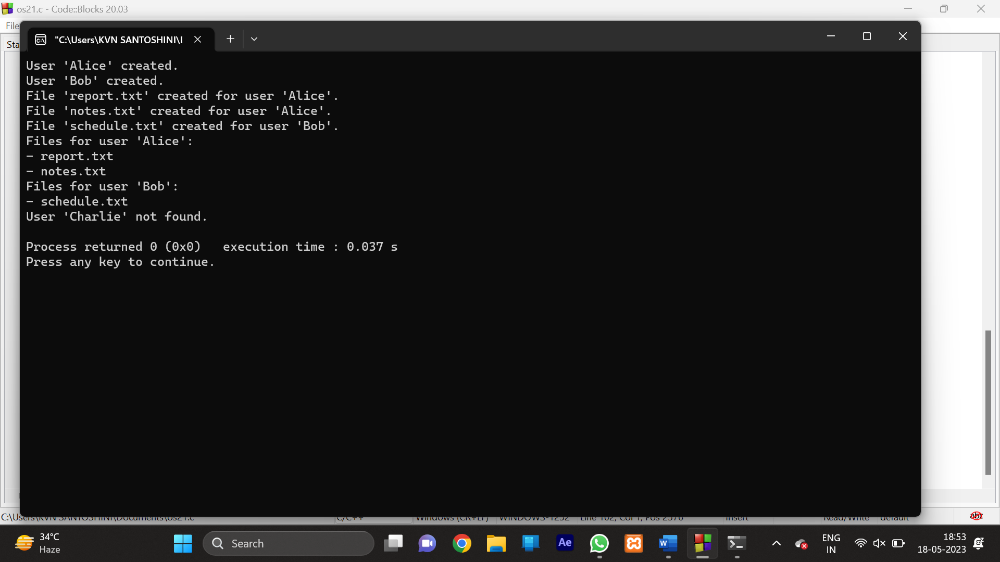 os21.c - Code::Blocks 20.03
File
"C:\Users\KVN SANTOSHINI\
Sta
User 'Alice' created.
User 'Bob' created.
File 'report.txt' created for user 'Alice'.
File 'notes.txt' created for user 'Alice'.
File 'schedule.txt' created for user 'Bob'.
Files for user 'Alice':
- report.txt
- notes.txt
Files for user 'Bob':
- schedule.txt
User 'Charlie' not found.
Process returned 0 (0x0)   execution time : 0.037 s
Press any key to continue.
C:\Users\KVN SANTOSHINI\Documents\os21.c C/C++ Windows (CR+LF) WINDOWS-1252 Line 102, Col 1, Pos 2376 Insert Read/Write default abc
34°C
Haze
Search
Ae
W
ENG
IN
18:53
18-05-2023